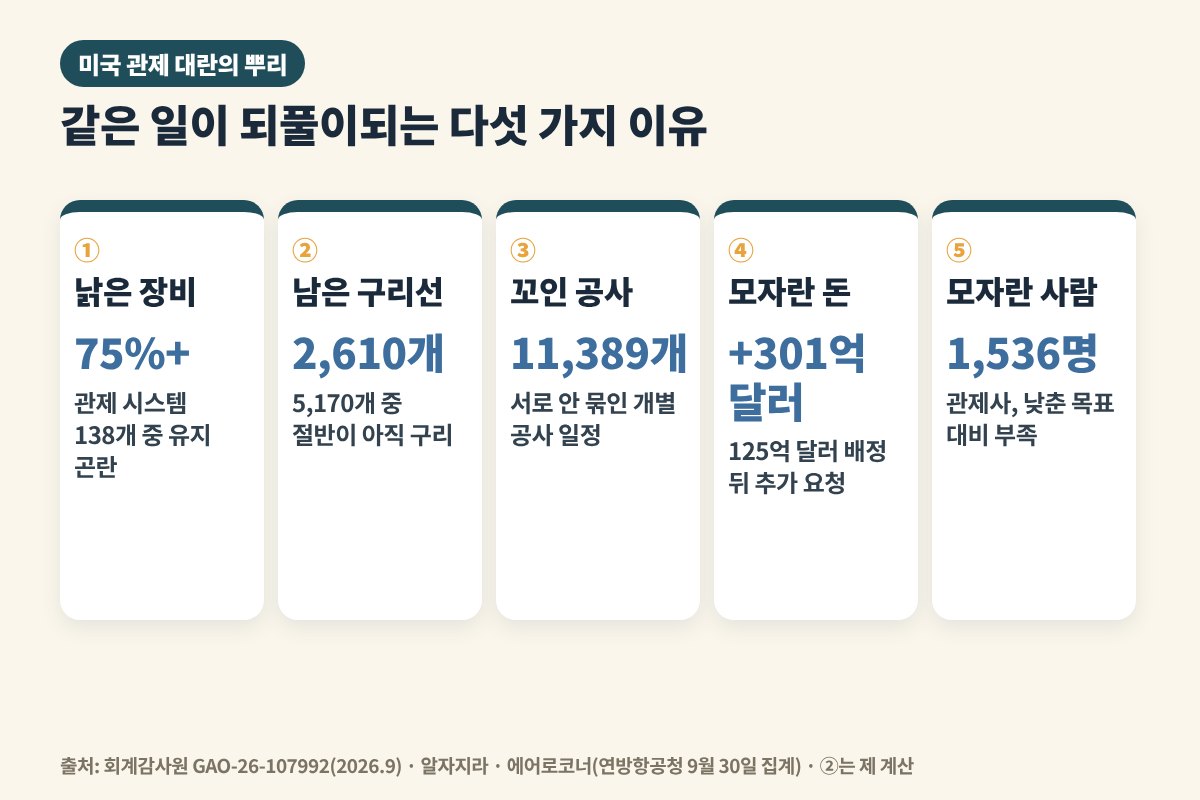 미국 관제 대란의 뿌리
같은 일이 되풀이되는 다섯 가지 이유
①
낡은 장비
75%+
관제 시스템
138개 중 유지
곤란
②
남은 구리선
2,610개
5,170개 중
절반이 아직 구리
③
꼬인 공사
11,389개
서로 안 묶인 개별
공사 일정
④
모자란 돈
+301억
달러
125억 달러 배정
뒤 추가 요청
⑤
모자란 사람
1,536명
관제사, 낮춘 목표
대비 부족
출처: 회계감사원 GAO-26-107992(2026.9) · 알자지라 · 에어로코너(연방항공청 9월 30일 집계) · ②는 제 계산